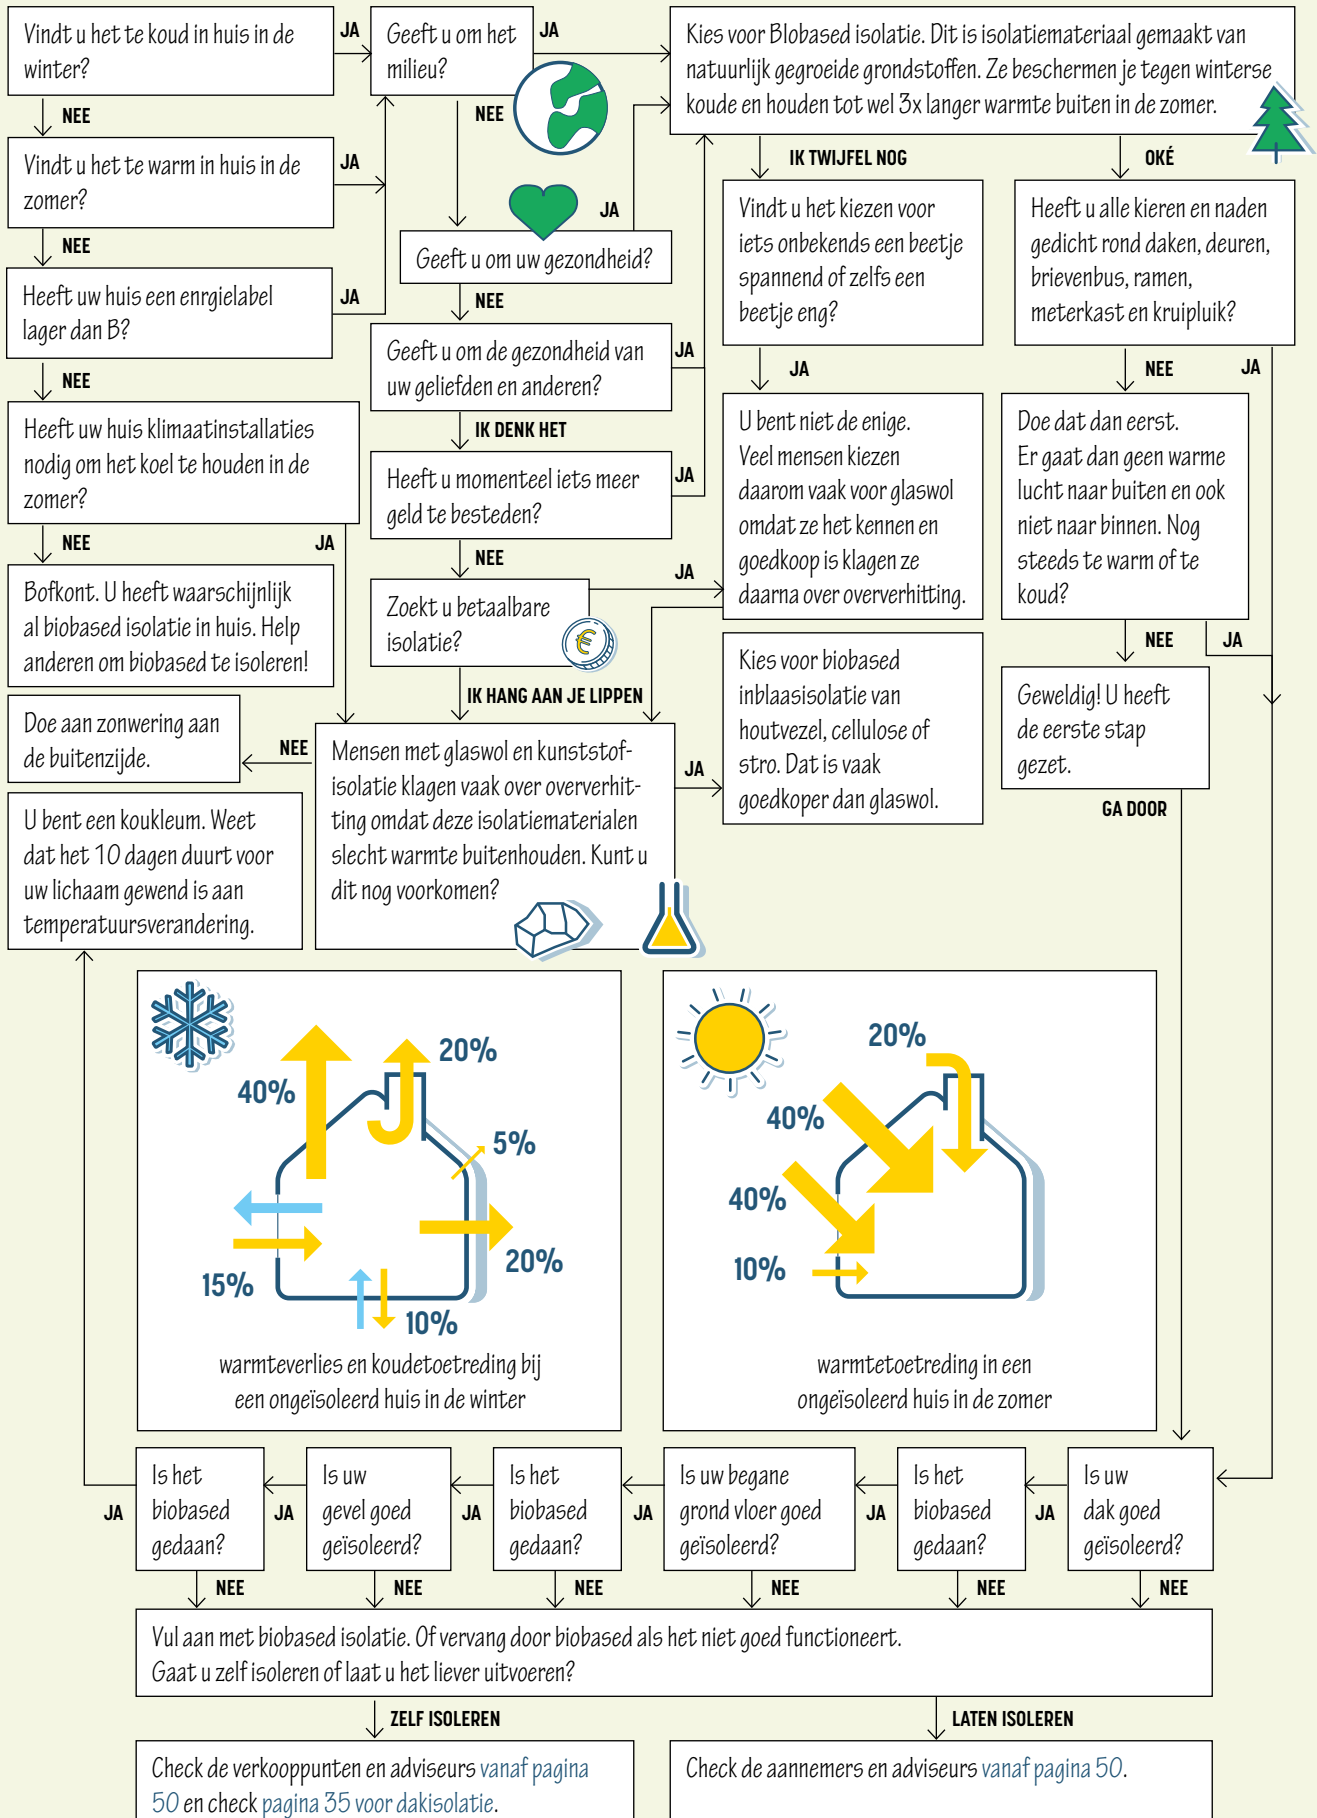 Vindt u het te koud in huis in de
winter?
JA
NEE
Geeft u om het
milieu?
JA
NEE
Kies voor Blobased isolatie. Dit is isolatiemateriaal gemaakt van
natuurlijk gegroeide grondstoffen. Ze beschermen je tegen winterse
koude en houden tot wel 3x langer warmte buiten in de zomer.
IK TWIJFEL NOG
OKÉ
Vindt u het te warm in huis in de
zomer?
JA
NEE
Geeft u om uw gezondheid?
JA
NEE
Vindt u het kiezen voor
iets onbekends een beetje
spannend of zelfs een
beetje eng?
JA
Heeft u alle kieren en naden
gedicht rond daken, deuren,
brievenbus, ramen,
meterkast en kruipluik?
NEE
JA
Heeft uw huis een enrgielabel
lager dan B?
JA
NEE
Geeft u om de gezondheid van
uw geliefden en anderen?
JA
IK DENK HET
Heeft uw huis klimaatinstallaties
nodig om het koel te houden in de
zomer?
NEE
JA
Heeft u momenteel iets meer
geld te besteden?
JA
NEE
U bent niet de enige.
Veel mensen kiezen
daarom vaak voor glaswol
omdat ze het kennen en
goedkoop is klagen ze
daarna over oververhitting.
Doe dat dan eerst.
Er gaat dan geen warme
lucht naar buiten en ook
niet naar binnen. Nog
steeds te warm of te
koud?
NEE
JA
Bofkont. U heeft waarschijnlijk
al biobased isolatie in huis. Help
anderen om biobased te isoleren!
Zoekt u betaalbare
isolatie?
€
JA
IK HANG AAN JE LIPPEN
Kies voor biobased
inblaasisolatie van
houtvezel, cellulose of
stro. Dat is vaak
goedkoper dan glaswol.
Geweldig! U heeft
de eerste stap
gezet.
GA DOOR
Doe aan zonwering aan
de buitenzijde.
NEE
Mensen met glaswol en kunststof-
isolatie klagen vaak over oververhit-
ting omdat deze isolatiematerialen
slecht warmte buitenhouden. Kunt u
dit nog voorkomen?
JA
U bent een koukleum. Weet
dat het 10 dagen duurt voor
uw lichaam gewend is aan
temperatuursverandering.
40%
20%
5%
20%
15%
10%
warmteverlies en koudetoetreding bij
een ongeïsoleerd huis in de winter
20%
40%
40%
10%
warmtetoetreding in een
ongeïsoleerd huis in de zomer
JA
Is het
biobased
gedaan?
JA
Is uw
gevel goed
geïsoleerd?
JA
Is het
biobased
gedaan?
JA
Is uw begane
grond vloer goed
geïsoleerd?
JA
Is het
biobased
gedaan?
JA
Is uw
dak goed
geïsoleerd?
NEE
NEE
NEE
NEE
NEE
NEE
Vul aan met biobased isolatie. Of vervang door biobased als het niet goed functioneert.
Gaat u zelf isoleren of laat u het liever uitvoeren?
ZELF ISOLEREN
LATEN ISOLEREN
Check de verkooppunten en adviseurs vanaf pagina
50 en check pagina 35 voor dakisolatie.
Check de aannemers en adviseurs vanaf pagina 50.